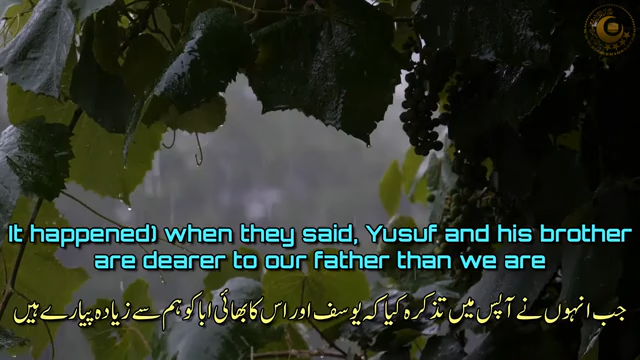 It happened) when they said, Yusuf and his brother
are dearer to our father than we are
جب انہوں نے آپس میں تذکرہ کیا کہ یوسف اور اس کا بھائی ابا کو ہم سے زیادہ پیارے ہیں